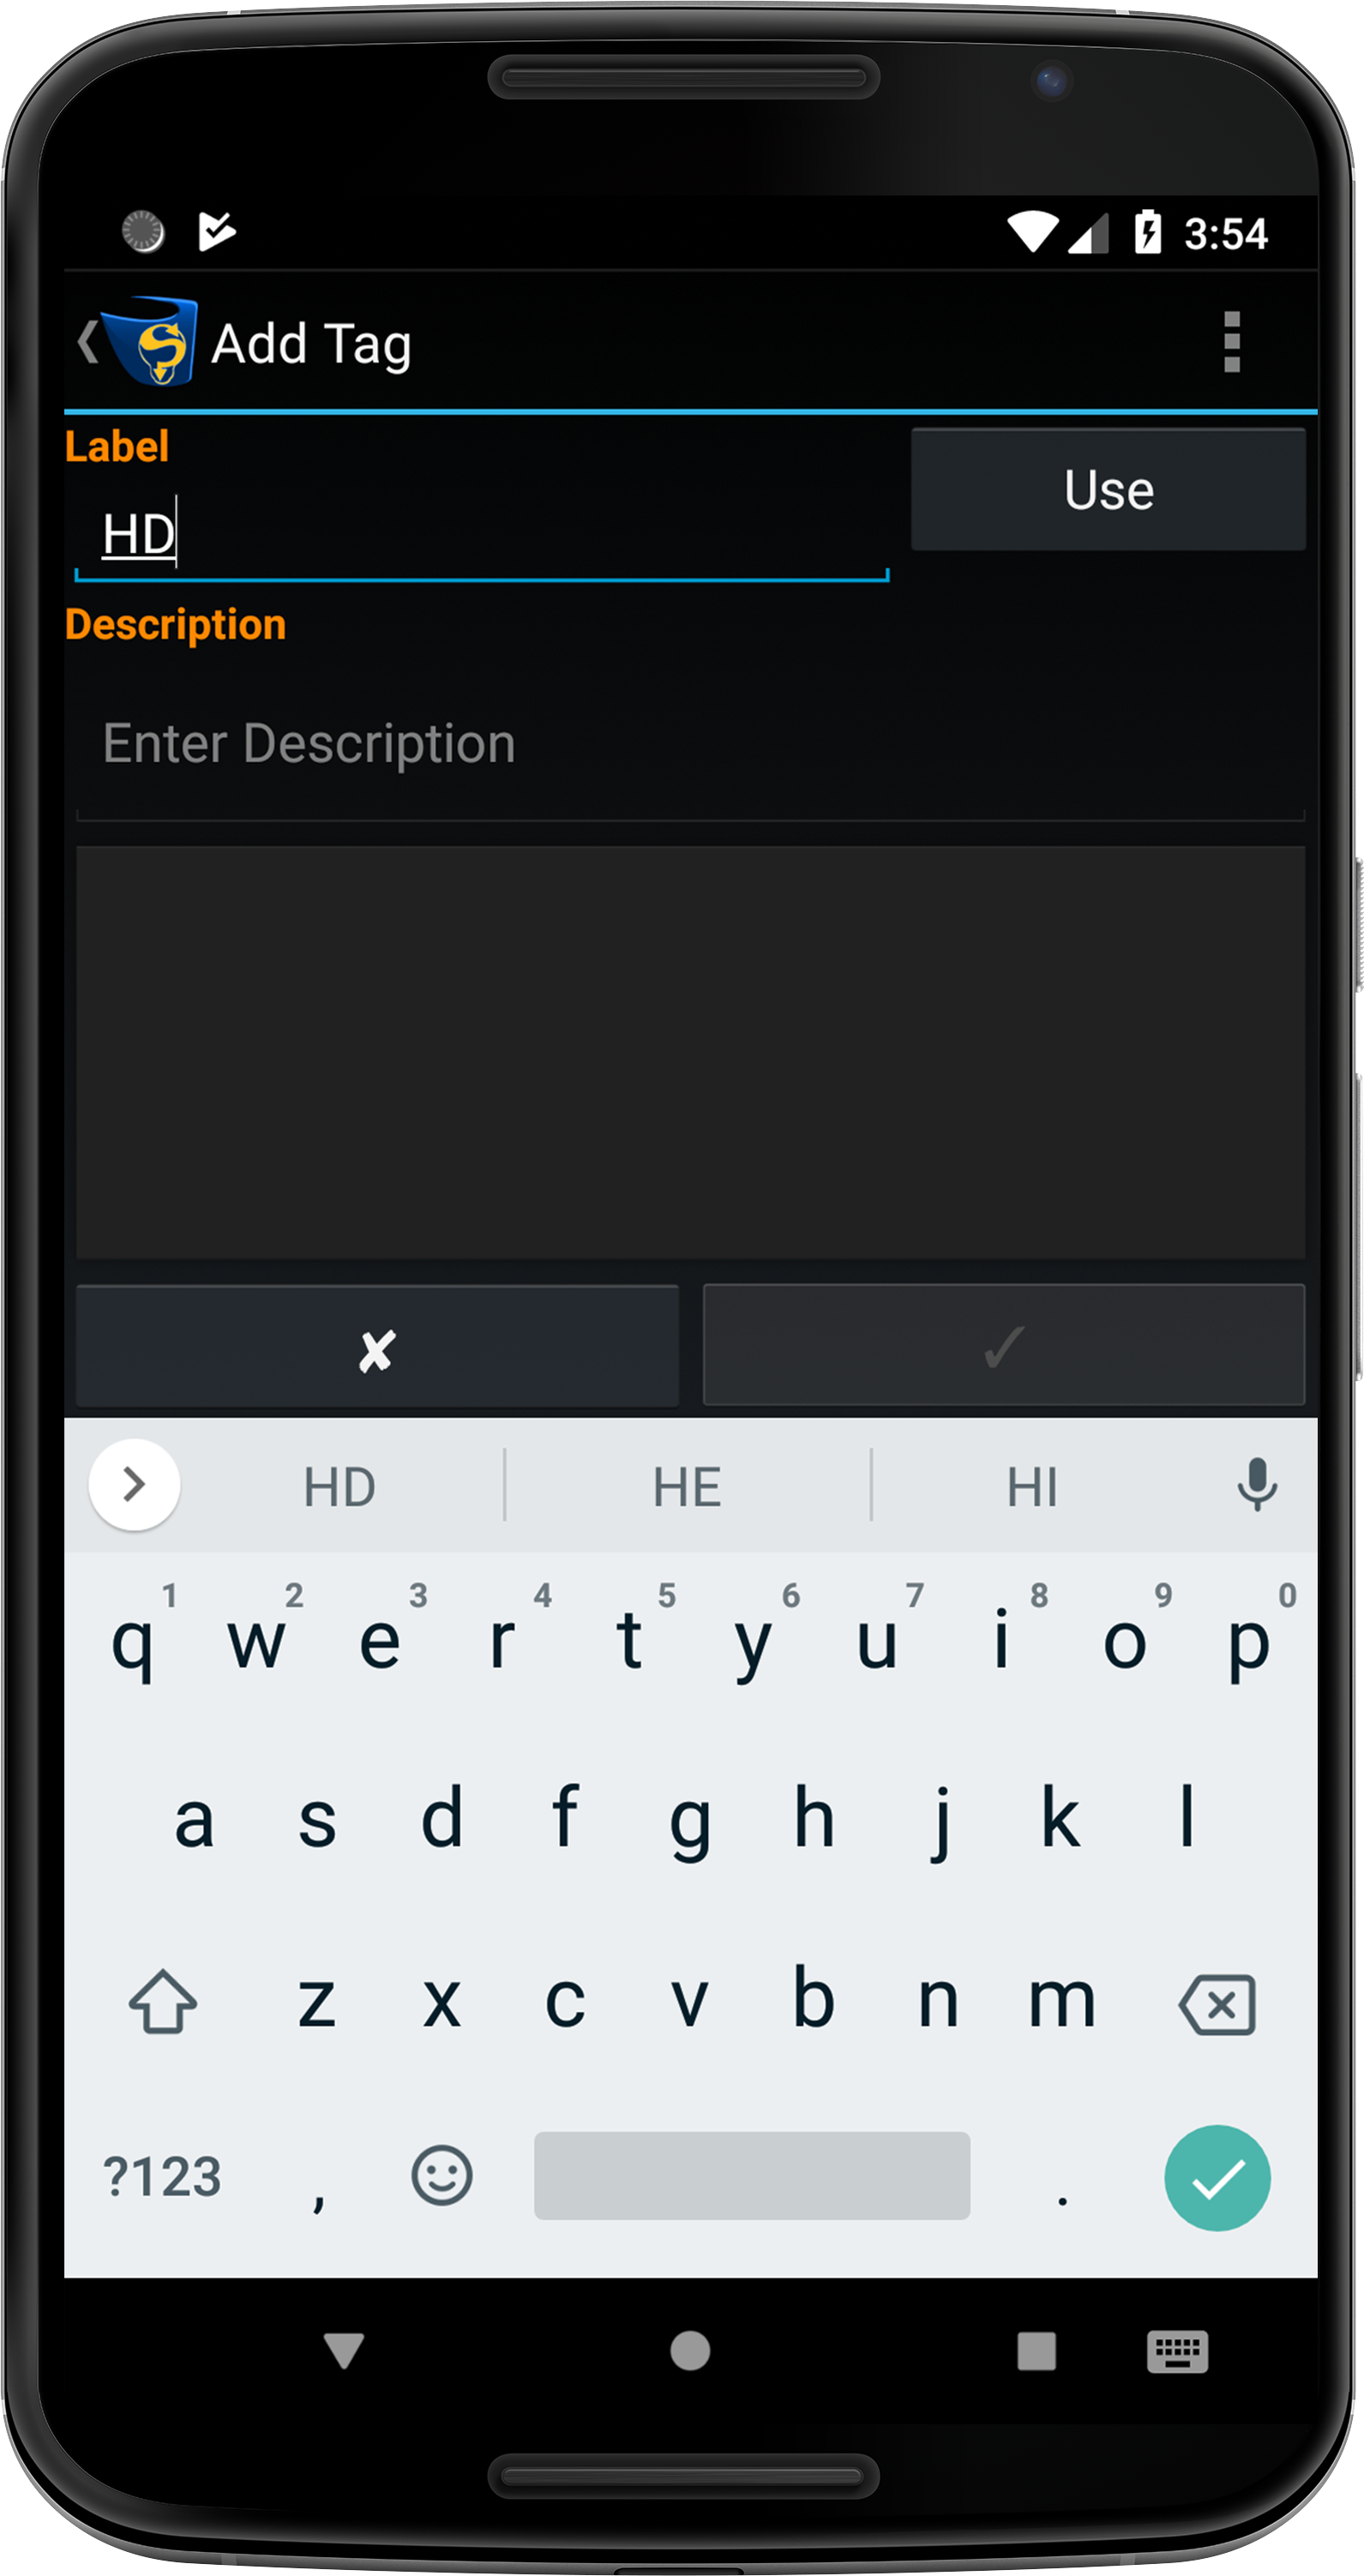 3:54
Add Tag
Label
Use
HD
Description
Enter Description
✘ ✓
HD HE HI
1 2 3 4 5 6 7 8 9 0
q w e r t y u i o p
a s d f g h j k l
z x c v b n m
?123 , .